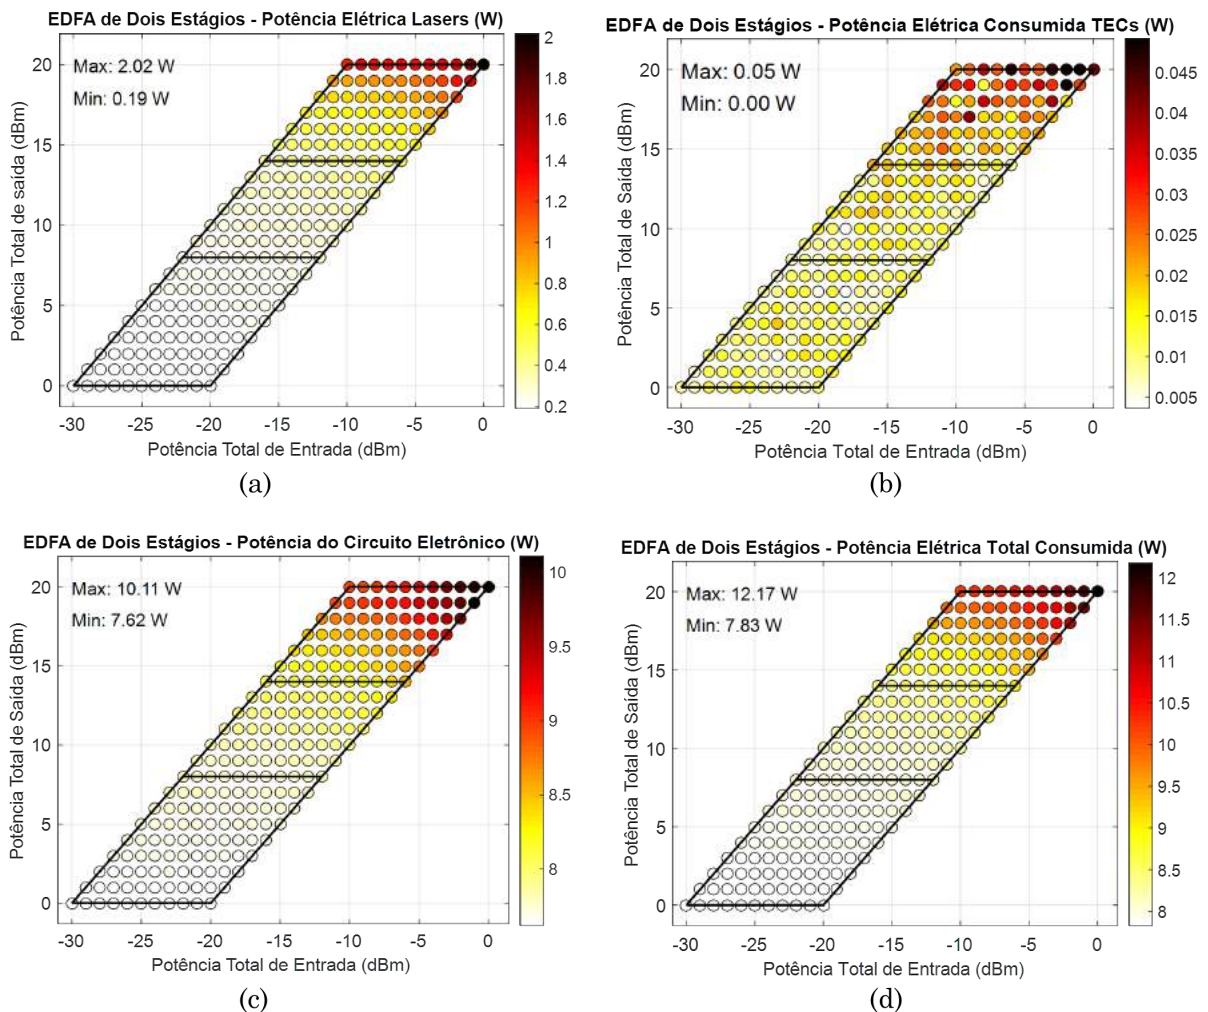 EDFA de Dois Estágios - Potência Elétrica Lasers (W)
Max: 2.02 W
Min: 0.19 W
Potência Total de saída (dBm)
20
15
10
5
0
-30 -25 -20 -15 -10 -5 0
Potência Total de Entrada (dBm)
2
1.8
1.6
1.4
1.2
1
0.8
0.6
0.4
0.2
(a)
EDFA de Dois Estágios - Potência Elétrica Consumida TECs (W)
Max: 0.05 W
Min: 0.00 W
Potência Total de Saída (dBm)
20
15
10
5
0
-30 -25 -20 -15 -10 -5 0
Potência Total de Entrada (dBm)
0.045
0.04
0.035
0.03
0.025
0.02
0.015
0.01
0.005
(b)
EDFA de Dois Estágios - Potência do Circuito Eletrônico (W)
Max: 10.11 W
Min: 7.62 W
Potência Total de Saída (dBm)
20
15
10
5
0
-30 -25 -20 -15 -10 -5 0
Potência Total de Entrada (dBm)
10
9.5
9
8.5
8
(c)
EDFA de Dois Estágios - Potência Elétrica Total Consumida (W)
Max: 12.17 W
Min: 7.83 W
Potência Total de Saída (dBm)
20
15
10
5
0
-30 -25 -20 -15 -10 -5 0
Potência Total de Entrada (dBm)
12
11.5
11
10.5
10
9.5
9
8.5
8
(d)